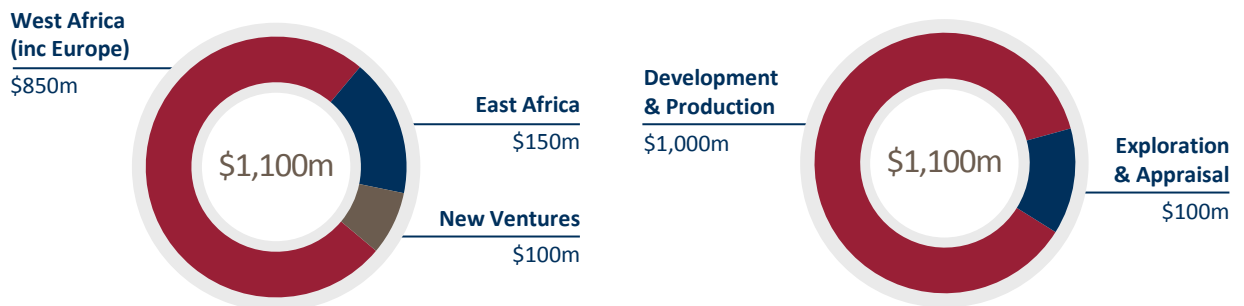 West Africa
(inc Europe)
$850m
$1,100m
East Africa
$150m
New Ventures
$100m
Development
& Production
$1,000m
$1,100m
Exploration
& Appraisal
$100m